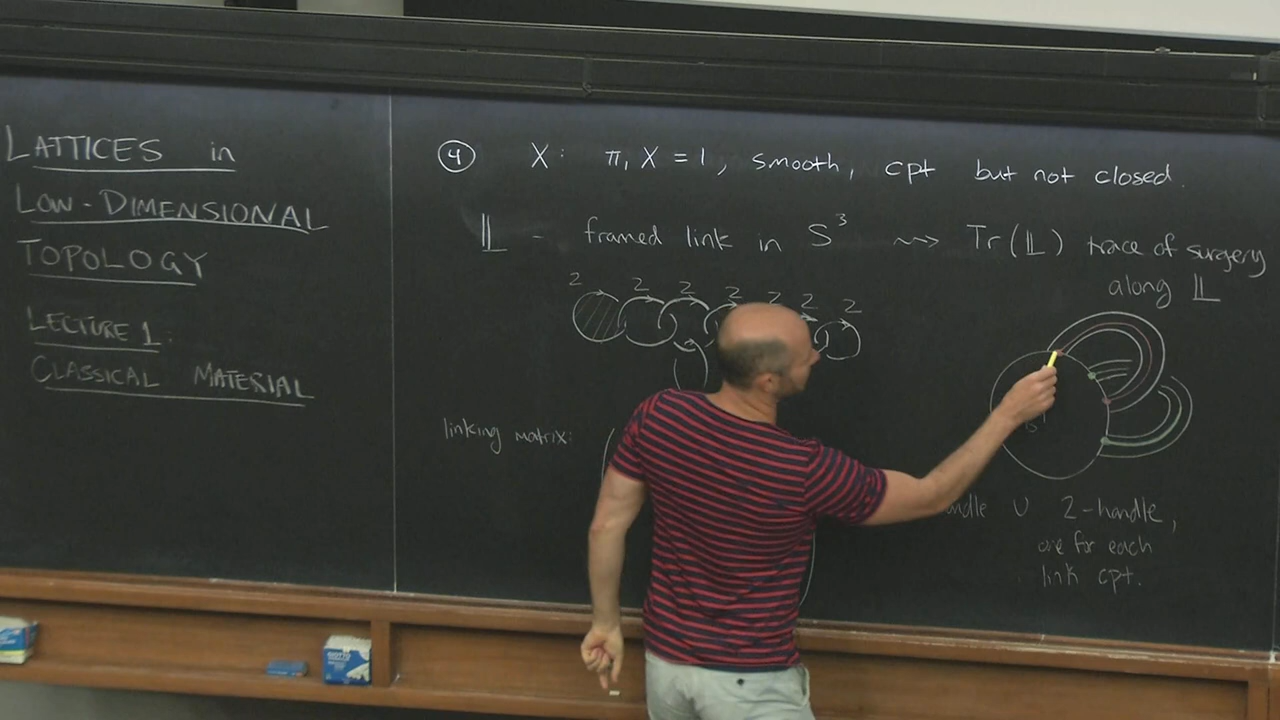 LATTICES in
LOW-DIMENSIONAL
TOPOLOGY
LECTURE 1:
CLASSICAL MATERIAL
④ X: π₁X = 1, smooth, cpt but not closed.
𝕃 - framed link in S³ ⇝ Tr(𝕃) trace of surgery
along 𝕃
2 2 2 2 2 2 2
linking matrix:
∪ 2-handle,
one for each
link cpt.